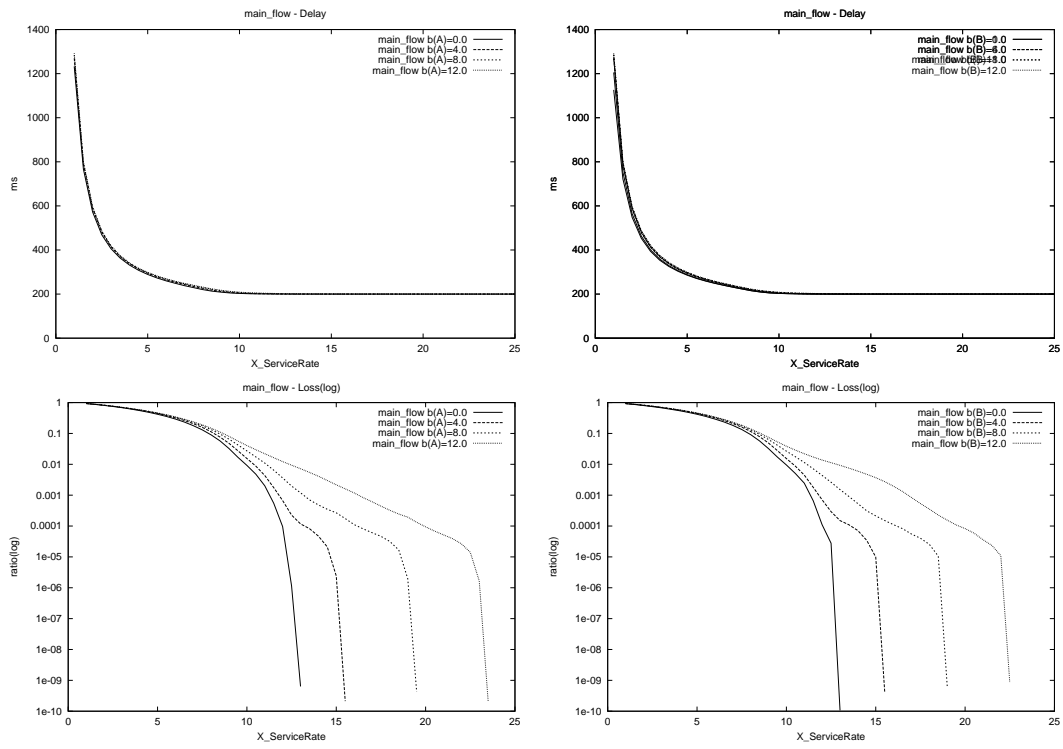 main_flow - Delay
1400
1200
1000
800
600
400
200
0
ms
0 5 10 15 20 25
X_ServiceRate
main_flow b(A)=0.0
main_flow b(A)=4.0
main_flow b(A)=8.0
main_flow b(A)=12.0
main_flow - Delay
1400
1200
1000
800
600
400
200
0
ms
0 5 10 15 20 25
X_ServiceRate
main_flow b(B)=12.0
main_flow - Loss(log)
1
0.1
0.01
0.001
0.0001
1e-05
1e-06
1e-07
1e-08
1e-09
1e-10
ratio(log)
0 5 10 15 20 25
X_ServiceRate
main_flow b(A)=0.0
main_flow b(A)=4.0
main_flow b(A)=8.0
main_flow b(A)=12.0
main_flow - Loss(log)
1
0.1
0.01
0.001
0.0001
1e-05
1e-06
1e-07
1e-08
1e-09
1e-10
ratio(log)
0 5 10 15 20 25
X_ServiceRate
main_flow b(B)=0.0
main_flow b(B)=4.0
main_flow b(B)=8.0
main_flow b(B)=12.0